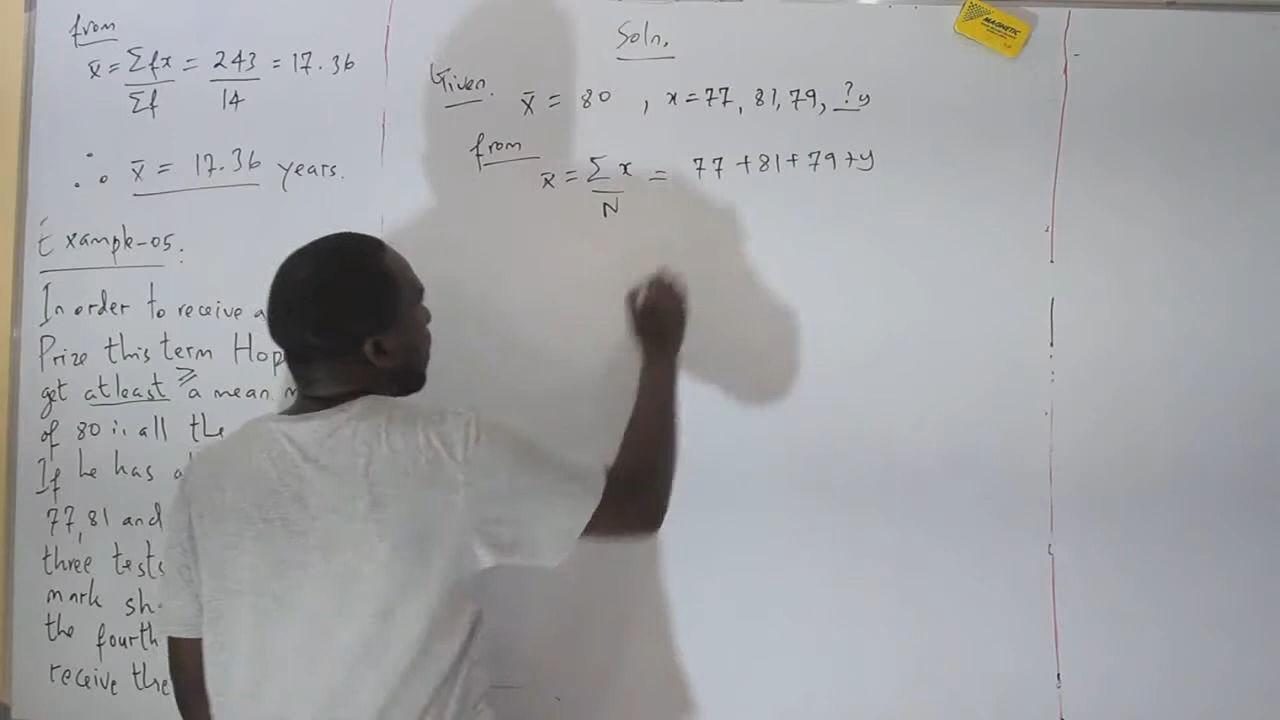 from
x̄ = Σfx = 243 = 17.36
Σf 14
∴ x̄ = 17.36 years.
Example-05.
In order to receive a
Prize this term Hop
get atleast ≥ a mean m
of 80 in all the
If he has a
77, 81 and
three tests
mark sh
the fourth
receive the
Soln.
Given. x̄ = 80 , x = 77, 81, 79, ? y
from
x̄ = Σx = 77 + 81 + 79 + y
N
MAGNETIC